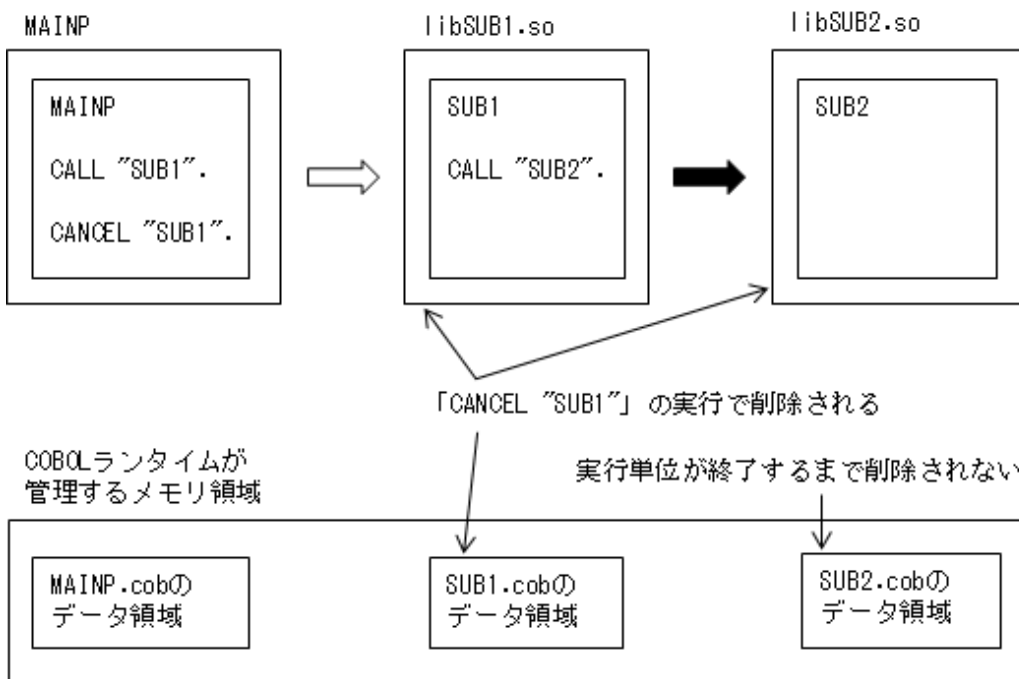 MAINP
libSUB1.so
libSUB2.so
MAINP
CALL "SUB1".
CANCEL "SUB1".
SUB1
CALL "SUB2".
SUB2
「CANCEL "SUB1"」の実行で削除される
COBOLランタイムが
管理するメモリ領域
実行単位が終了するまで削除されない
MAINP.cobの
データ領域
SUB1.cobの
データ領域
SUB2.cobの
データ領域